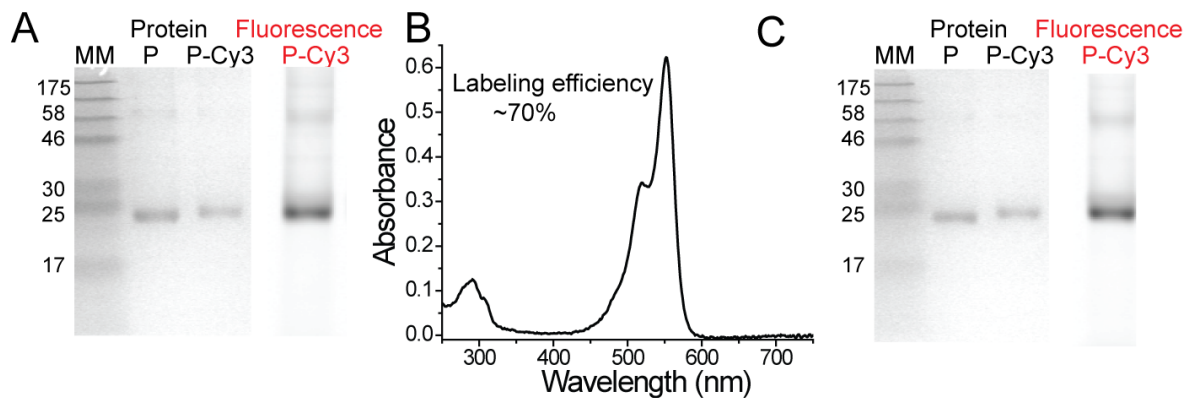 A
Protein
Fluorescence
MM
P
P-Cy3
P-Cy3
175
58
46
30
25
17
B
Labeling efficiency
~70%
Absorbance
0.6
0.5
0.4
0.3
0.2
0.1
0.0
300
400
500
600
700
Wavelength (nm)
C
Protein
Fluorescence
MM
P
P-Cy3
P-Cy3
175
58
46
30
25
17